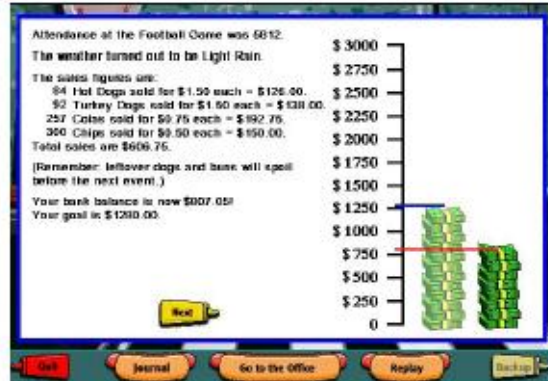 Attendance at the Football Game was 5812.
The weather turned out to be Light Rain.
The sales figures are:
84 Hot Dogs sold for $1.50 each = $126.00.
92 Turkey Dogs sold for $1.50 each = $138.00.
257 Colas sold for $0.75 each = $192.75.
300 Chips sold for $0.50 each = $150.00.
Total sales are $606.75.
(Remember: leftover dogs and buns will spoil
before the next event.)
Your bank balance is now $807.05!
Your goal is $1280.00.
$ 3000
$ 2750
$ 2500
$ 2250
$ 2000
$ 1750
$ 1500
$ 1250
$ 1000
$ 750
$ 500
$ 250
0
Next
Quit
Journal
Go to the Office
Replay
Backup